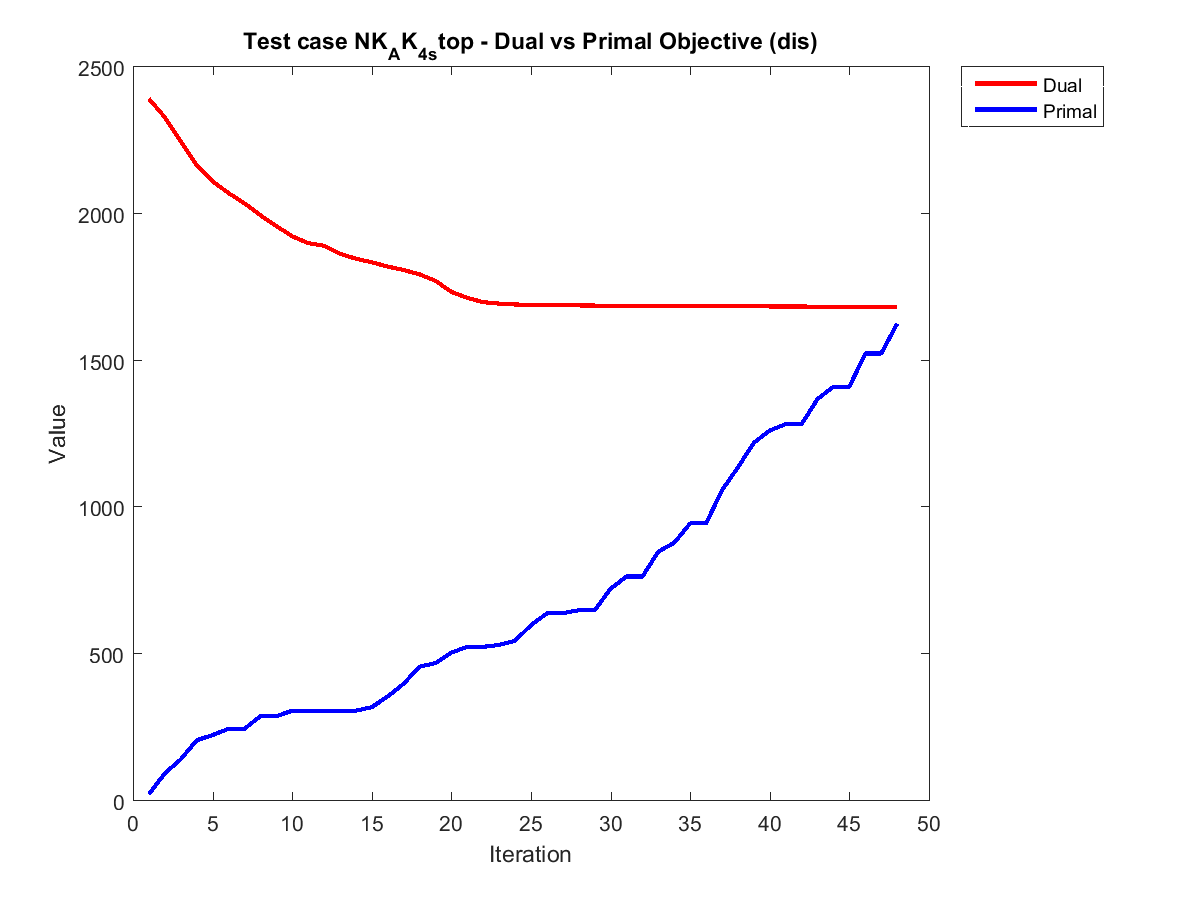 Test case NK_AK_4stop - Dual vs Primal Objective (dis)
Dual
Primal
2500
2000
1500
1000
500
0
Value
0 5 10 15 20 25 30 35 40 45 50
Iteration